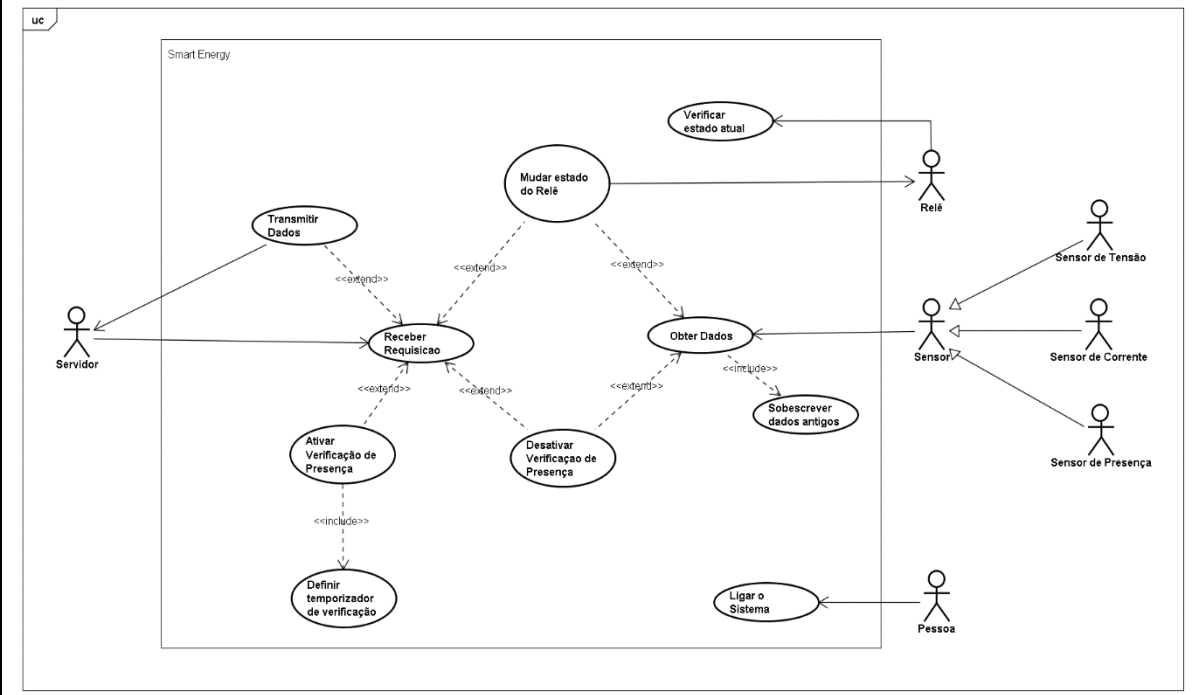 uc
Smart Energy
Verificar
estado atual
Mudar estado
do Relê
Relê
Transmitir
Dados
Sensor de Tensão
<<extend>>
<<extend>>
<<extend>>
Servidor
Receber
Requisicao
Obter Dados
Sensor
Sensor de Corrente
<<include>>
<<extend>>
<<extend>>
<<extend>>
Sobescrever
dados antigos
Ativar
Verificação de
Presença
Desativar
Verificaçao de
Presença
Sensor de Presença
<<include>>
Definir
temporizador
de verificação
Ligar o
Sistema
Pessoa